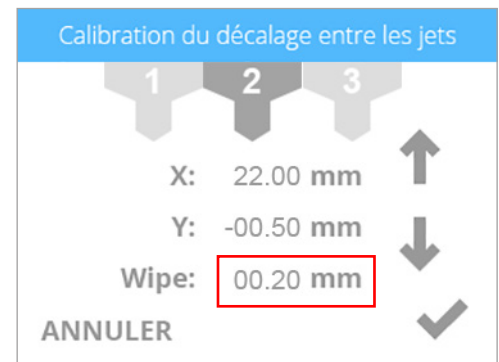 Calibration du décalage entre les jets
1 2 3
X: 22.00 mm
Y: -00.50 mm
Wipe: 00.20 mm
ANNULER